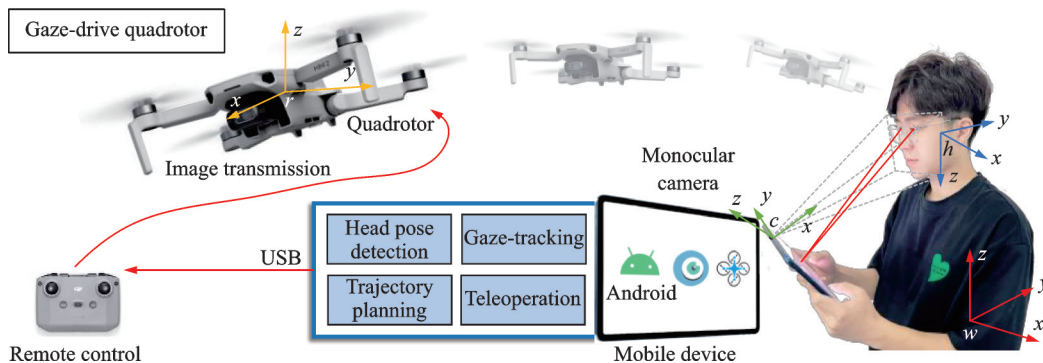 Gaze-drive quadrotor
z
y
x
r
Quadrotor
Image transmission
Monocular
camera
y
h
x
z
z
y
c
x
Head pose
detection
Gaze-tracking
USB
Trajectory
planning
Teleoperation
Android
z
y
w
x
Remote control
Mobile device